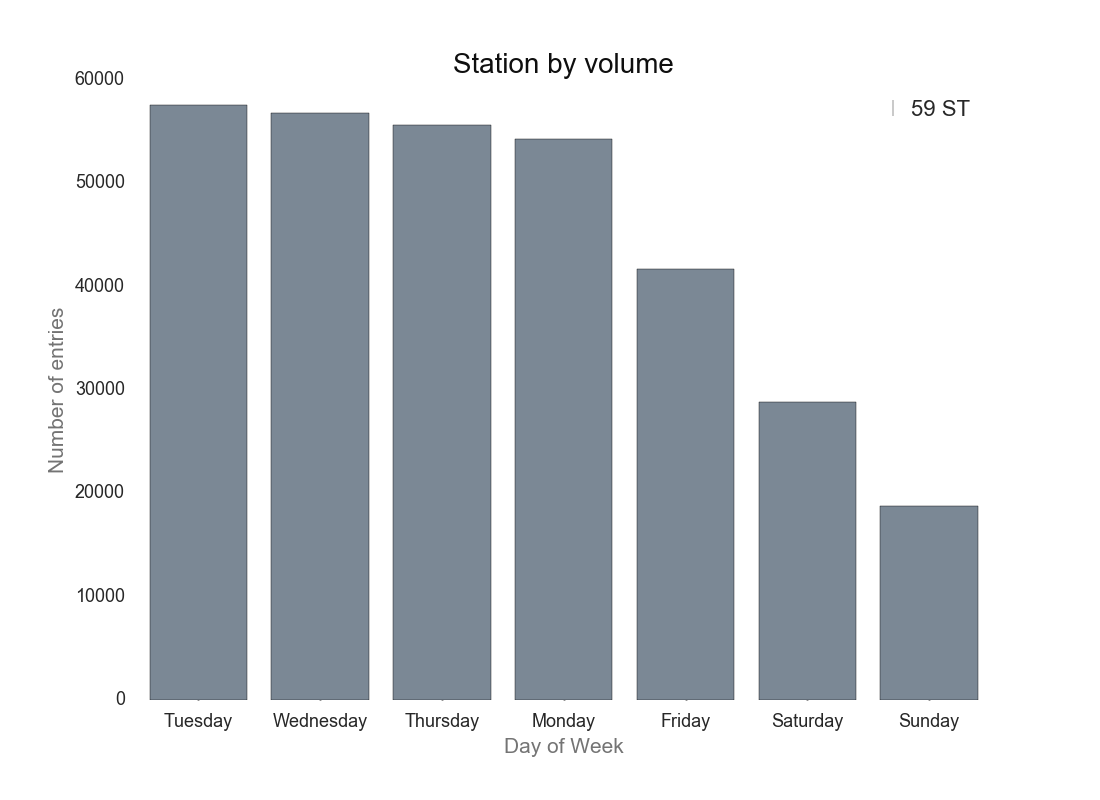 Station by volume
59 ST
Number of entries
60000
50000
40000
30000
20000
10000
0
Tuesday Wednesday Thursday Monday Friday Saturday Sunday
Day of Week